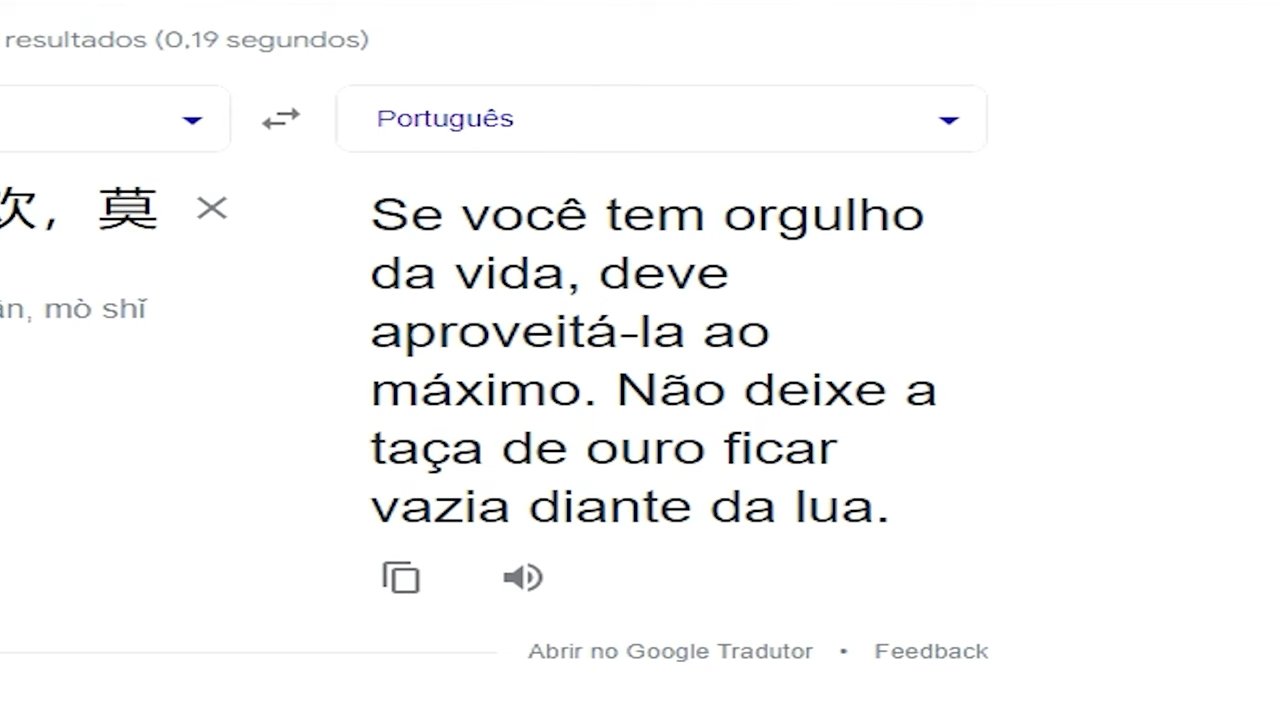 resultados (0,19 segundos)
Português
欢，莫
mò shǐ
Se você tem orgulho
da vida, deve
aproveitá-la ao
máximo. Não deixe a
taça de ouro ficar
vazia diante da lua.
Abrir no Google Tradutor • Feedback